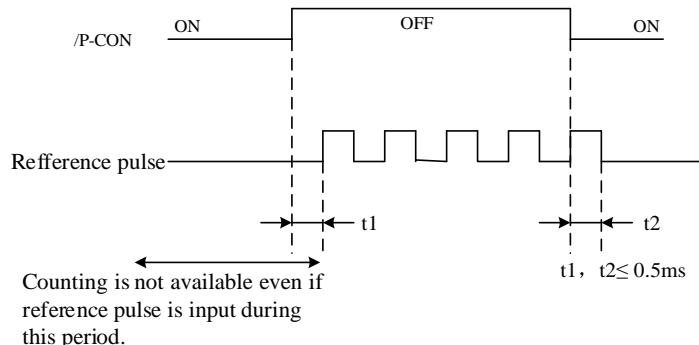 ON
OFF
ON
/P-CON
Refference pulse
t1
t2
t1，t2≤ 0.5ms
Counting is not available even if
reference pulse is input during
this period.